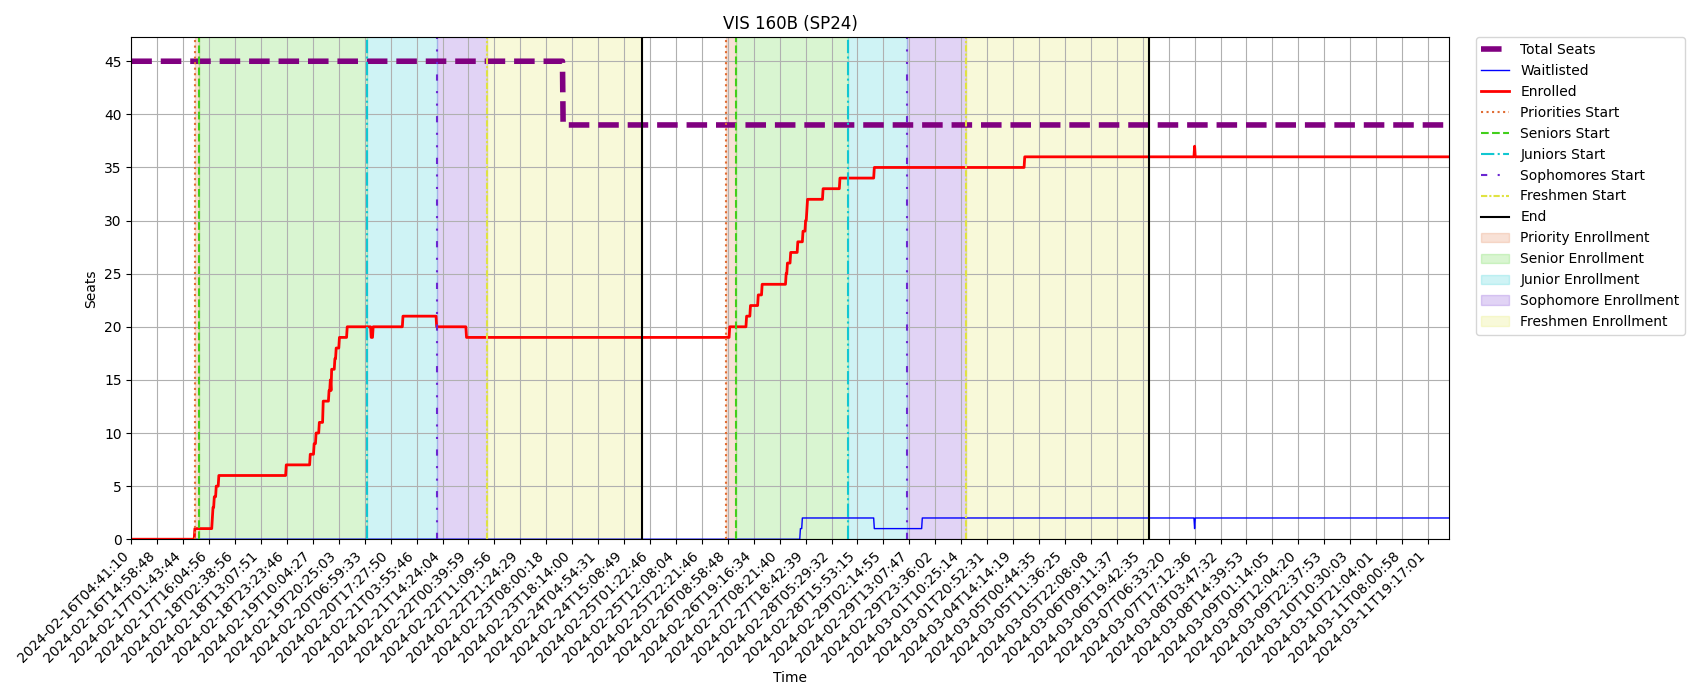 VIS 160B (SP24)
Seats
45
40
35
30
25
20
15
10
5
0
2024-02-16T04:41:10
2024-02-16T14:58:48
2024-02-17T01:43:44
2024-02-17T16:04:56
2024-02-18T02:38:56
2024-02-18T13:07:51
2024-02-18T23:23:46
2024-02-19T10:04:27
2024-02-19T20:25:03
2024-02-20T06:59:33
2024-02-20T17:27:50
2024-02-21T03:55:46
2024-02-21T14:24:04
2024-02-22T00:39:59
2024-02-22T11:09:56
2024-02-22T21:24:29
2024-02-23T08:00:18
2024-02-23T18:14:00
2024-02-24T04:54:31
2024-02-24T15:08:49
2024-02-25T01:22:46
2024-02-25T12:08:04
2024-02-25T22:21:46
2024-02-26T08:58:48
2024-02-26T19:16:34
2024-02-27T08:21:40
2024-02-27T18:42:39
2024-02-28T05:29:32
2024-02-28T15:53:15
2024-02-29T02:14:55
2024-02-29T13:07:47
2024-02-29T23:36:02
2024-03-01T10:25:14
2024-03-01T20:52:31
2024-03-04T14:14:19
2024-03-05T00:44:35
2024-03-05T11:36:25
2024-03-05T22:08:08
2024-03-06T09:11:37
2024-03-06T19:42:35
2024-03-07T06:33:20
2024-03-07T17:12:36
2024-03-08T03:47:32
2024-03-08T14:39:53
2024-03-09T01:14:05
2024-03-09T12:04:20
2024-03-09T22:37:53
2024-03-10T10:30:03
2024-03-10T21:04:01
2024-03-11T08:00:58
2024-03-11T19:17:01
Time
Total Seats
Waitlisted
Enrolled
Priorities Start
Seniors Start
Juniors Start
Sophomores Start
Freshmen Start
End
Priority Enrollment
Senior Enrollment
Junior Enrollment
Sophomore Enrollment
Freshmen Enrollment